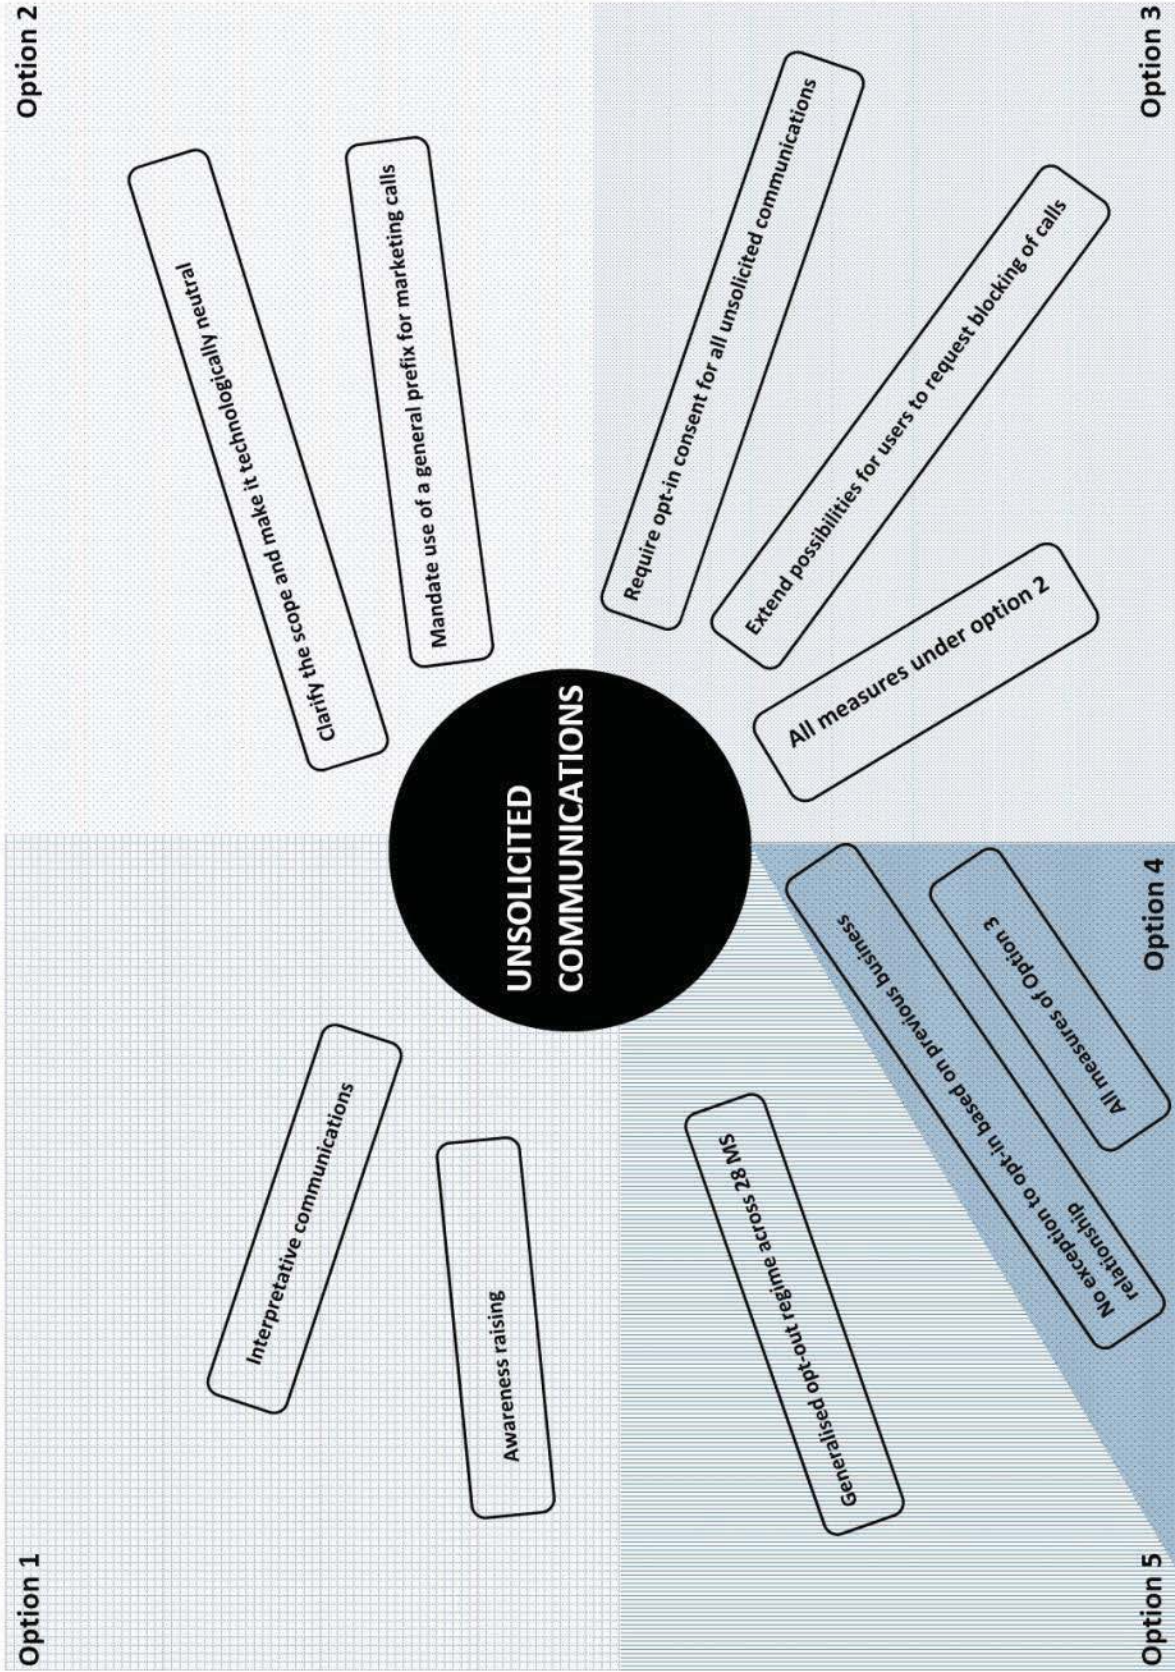 Option 1
Interpretative communications
Awareness raising
Option 2
Clarify the scope and make it technologically neutral
Mandate use of a general prefix for marketing calls
UNSOLICITED
COMMUNICATIONS
Option 3
Require opt-in consent for all unsolicited communications
Extend possibilities for users to request blocking of calls
All measures under option 2
Option 4
No exception to opt-in based on previous business
relationship
All measures of Option 3
Option 5
Generalised opt-out regime across 28 MS